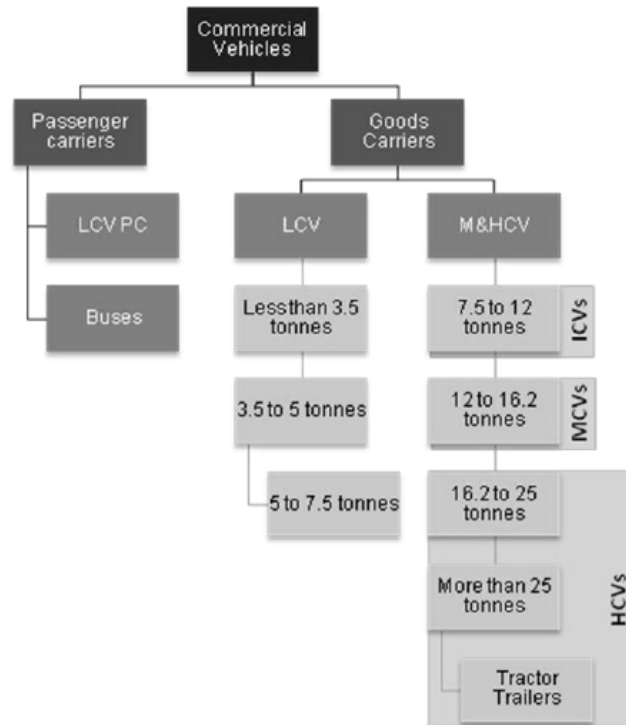 Commercial
Vehicles
Passenger
carriers
Goods
Carriers
LCV PC
LCV
M&HCV
Buses
Less than 3.5
tonnes
7.5 to 12
tonnes
ICVs
3.5 to 5 tonnes
12 to 16.2
tonnes
MCVs
5 to 7.5 tonnes
16.2 to 25
tonnes
More than 25
tonnes
HCVs
Tractor
Trailers